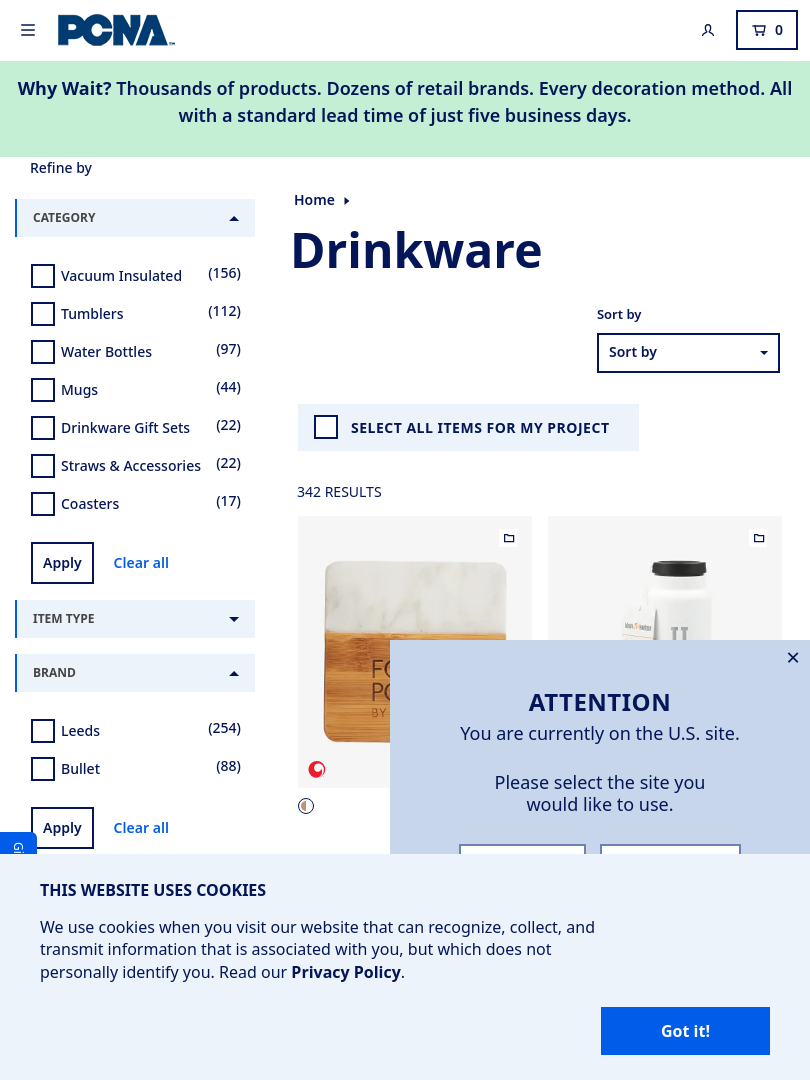 PCNA
0
Why Wait? Thousands of products. Dozens of retail brands. Every decoration method. All
with a standard lead time of just five business days.
Refine by
CATEGORY
Vacuum Insulated (156)
Tumblers (112)
Water Bottles (97)
Mugs (44)
Drinkware Gift Sets (22)
Straws & Accessories (22)
Coasters (17)
Apply Clear all
ITEM TYPE
BRAND
Leeds (254)
Bullet (88)
Apply Clear all
Home
Drinkware
Sort by
Sort by
SELECT ALL ITEMS FOR MY PROJECT
342 RESULTS
ATTENTION
You are currently on the U.S. site.
Please select the site you
would like to use.
THIS WEBSITE USES COOKIES
We use cookies when you visit our website that can recognize, collect, and
transmit information that is associated with you, but which does not
personally identify you. Read our Privacy Policy.
Got it!